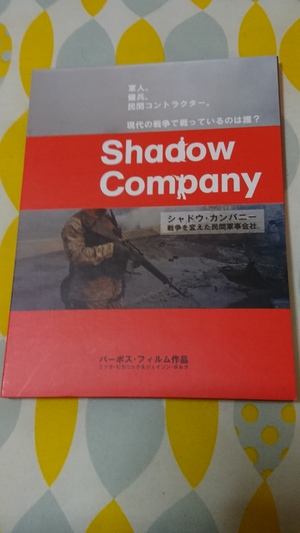 軍人。
傭兵。
民間コントラクター。
現代の戦争で戦っているのは誰？
Shadow
Company
シャドウ・カンパニー
戦争を変えた民間軍事会社。
パーポス・フィルム作品